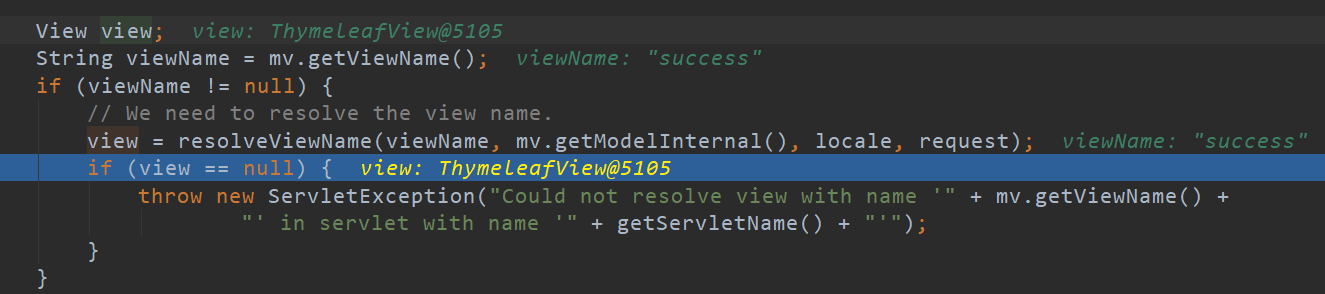 View view;  view: ThymeleafView@5105
String viewName = mv.getViewName();  viewName: "success"
if (viewName != null) {
// We need to resolve the view name.
view = resolveViewName(viewName, mv.getModelInternal(), locale, request);  viewName: "success"
if (view == null) {  view: ThymeleafView@5105
throw new ServletException("Could not resolve view with name '" + mv.getViewName() +
"' in servlet with name '" + getServletName() + "'");
}
}